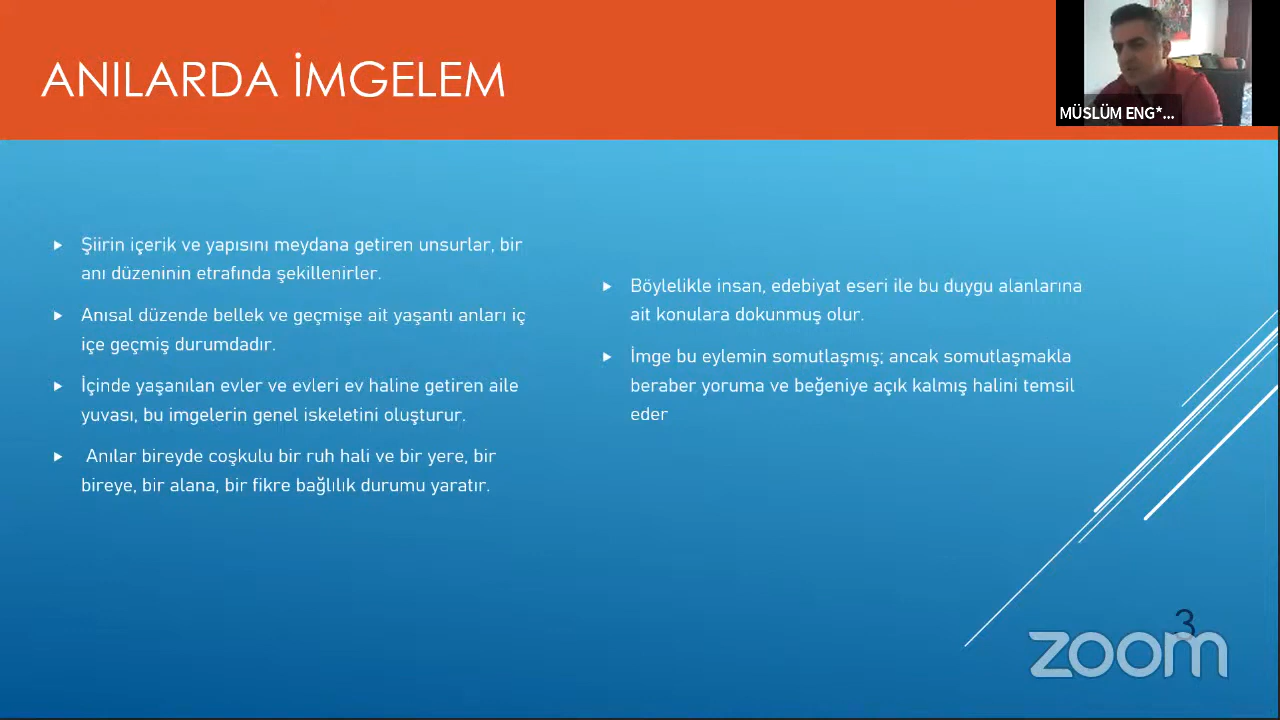 ANILARDA İMGELEM
MÜSLÜM ENG*...
Şiirin içerik ve yapısını meydana getiren unsurlar, bir
anı düzeninin etrafında şekillenirler.
Anısal düzende bellek ve geçmişe ait yaşantı anları iç
içe geçmiş durumdadır.
İçinde yaşanılan evler ve evleri ev haline getiren aile
yuvası, bu imgelerin genel iskeletini oluşturur.
Anılar bireyde coşkulu bir ruh hali ve bir yere, bir
bireye, bir alana, bir fikre bağlılık durumu yaratır.
Böylelikle insan, edebiyat eseri ile bu duygu alanlarına
ait konulara dokunmuş olur.
İmge bu eylemin somutlaşmış; ancak somutlaşmakla
beraber yoruma ve beğeniye açık kalmış halini temsil
eder
3
zoom